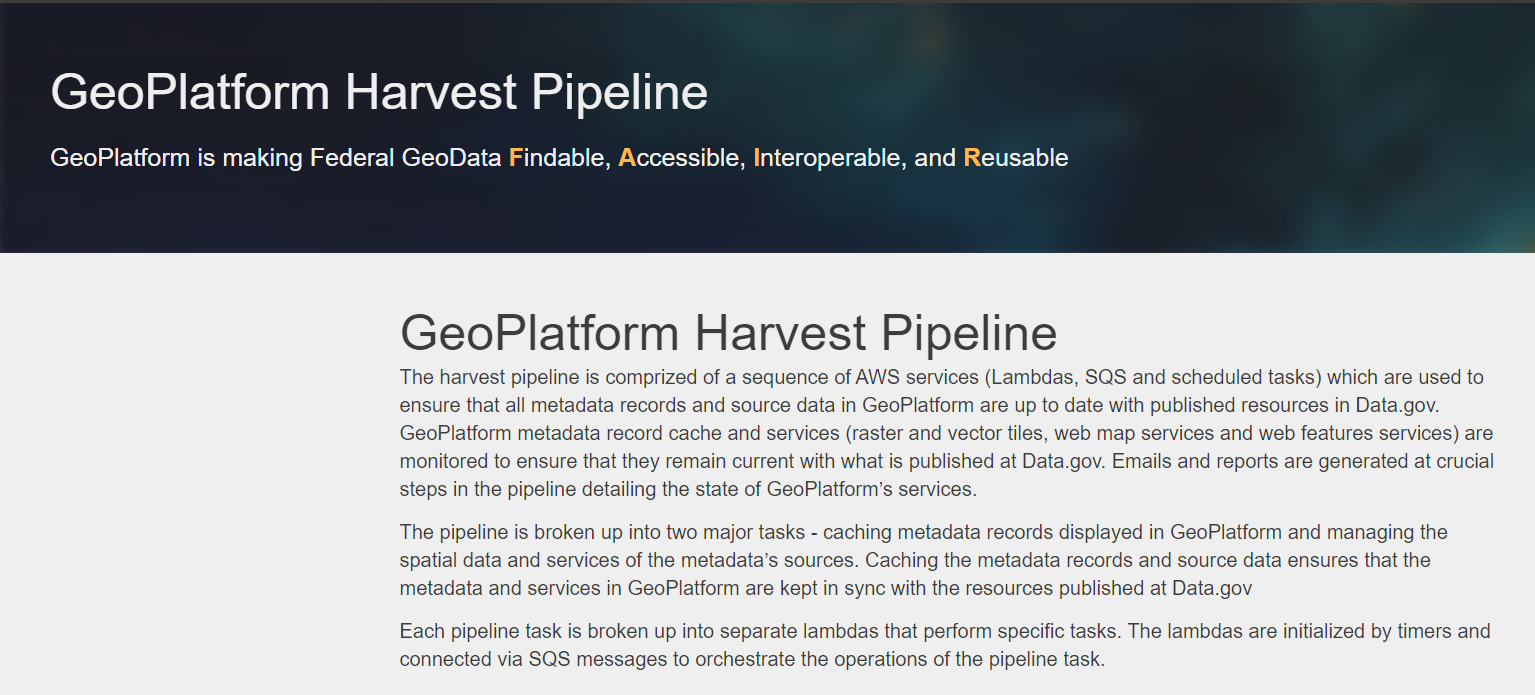 GeoPlatform Harvest Pipeline
GeoPlatform is making Federal GeoData Findable, Accessible, Interoperable, and Reusable
GeoPlatform Harvest Pipeline
The harvest pipeline is comprized of a sequence of AWS services (Lambdas, SQS and scheduled tasks) which are used to
ensure that all metadata records and source data in GeoPlatform are up to date with published resources in Data.gov.
GeoPlatform metadata record cache and services (raster and vector tiles, web map services and web features services) are
monitored to ensure that they remain current with what is published at Data.gov. Emails and reports are generated at crucial
steps in the pipeline detailing the state of GeoPlatform’s services.
The pipeline is broken up into two major tasks - caching metadata records displayed in GeoPlatform and managing the
spatial data and services of the metadata’s sources. Caching the metadata records and source data ensures that the
metadata and services in GeoPlatform are kept in sync with the resources published at Data.gov
Each pipeline task is broken up into separate lambdas that perform specific tasks. The lambdas are initialized by timers and
connected via SQS messages to orchestrate the operations of the pipeline task.